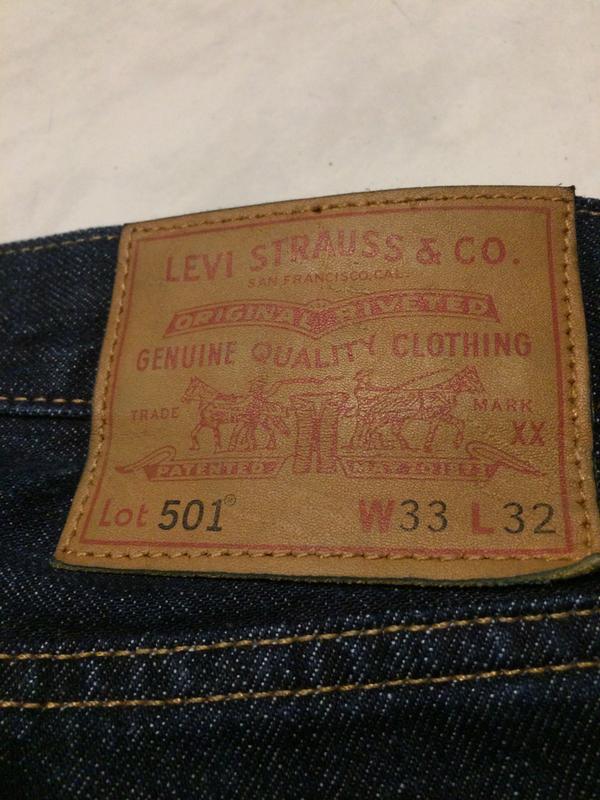 LEVI STRAUSS & CO.
SAN FRANCISCO, CAL.
ORIGINAL RIVETED
GENUINE QUALITY CLOTHING
TRADE MARK
XX
PATENTED MAY 20 1873
Lot 501® W33 L32